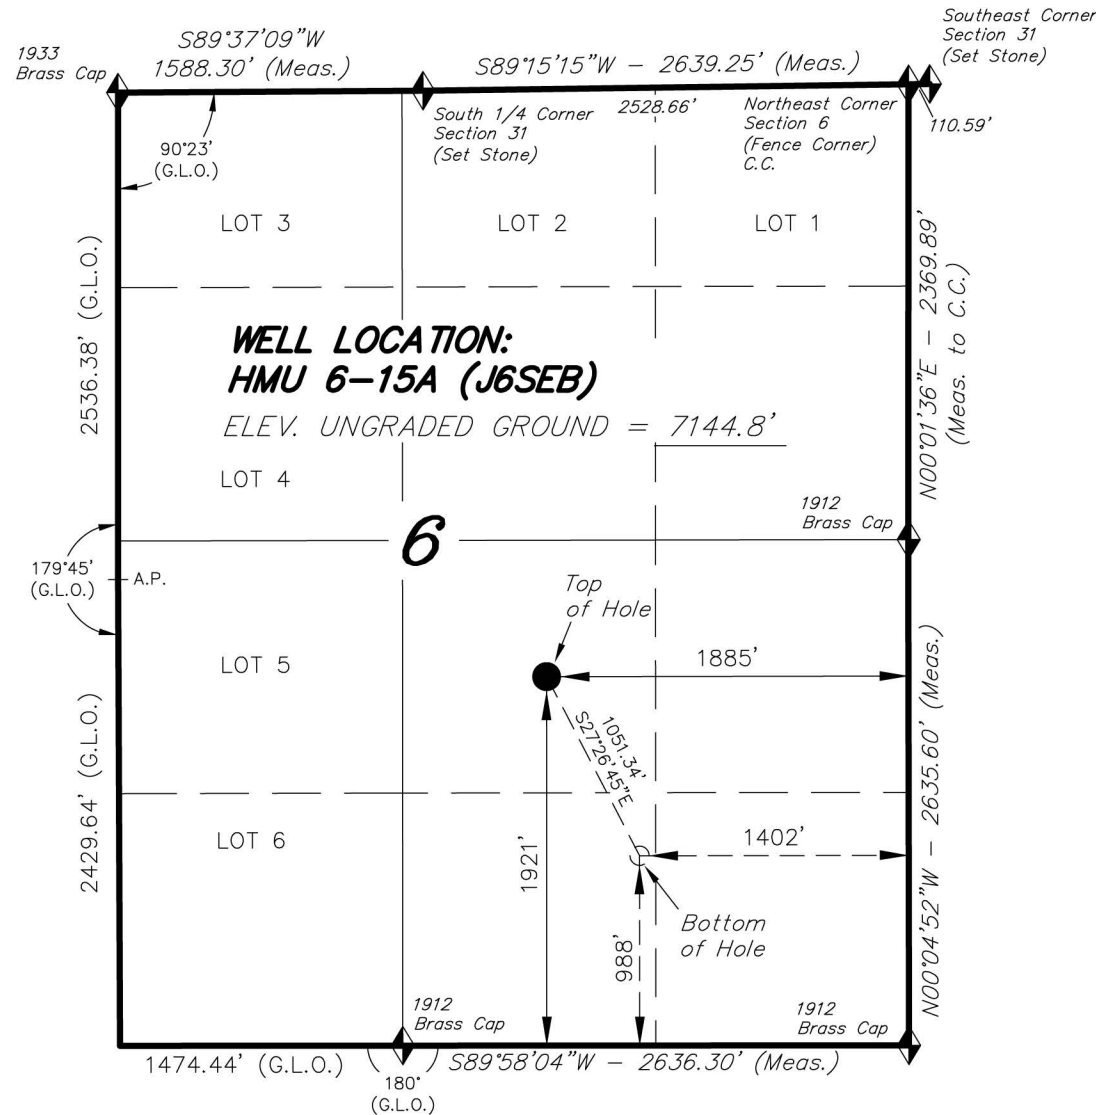 1933
Brass Cap
S89°37'09"W
1588.30' (Meas.)
S89°15'15"W – 2639.25' (Meas.)
Southeast Corner
Section 31
(Set Stone)
South 1/4 Corner
Section 31
(Set Stone)
2528.66'
Northeast Corner
Section 6
(Fence Corner)
C.C.
110.59'
90°23'
(G.L.O.)
LOT 3
LOT 2
LOT 1
2536.38' (G.L.O.)
N00°01'36"E – 2369.89'
(Meas. to C.C.)
WELL LOCATION:
HMU 6–15A (J6SEB)
ELEV. UNGRADED GROUND = 7144.8'
LOT 4
1912
Brass Cap
6
179°45'
(G.L.O.)
A.P.
Top
of Hole
LOT 5
1885'
1051.34'
S27°26'45"E
2429.64' (G.L.O.)
N00°04'52"W – 2635.60' (Meas.)
LOT 6
1921'
1402'
Bottom
of Hole
988'
1912
Brass Cap
1912
Brass Cap
1474.44' (G.L.O.)
180°
(G.L.O.)
S89°58'04"W – 2636.30' (Meas.)